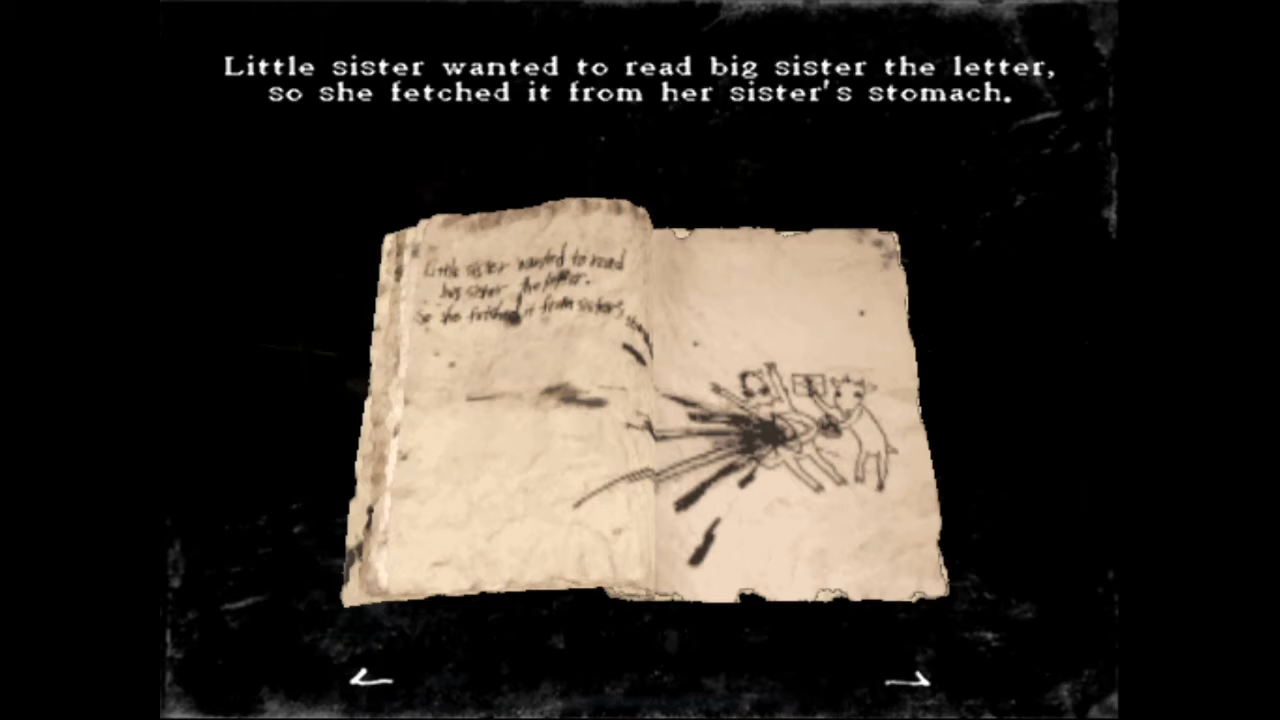 Little sister wanted to read big sister the letter,
so she fetched it from her sister's stomach.
Little sister wanted to read
big sister the letter.
So she fetched it from sister's